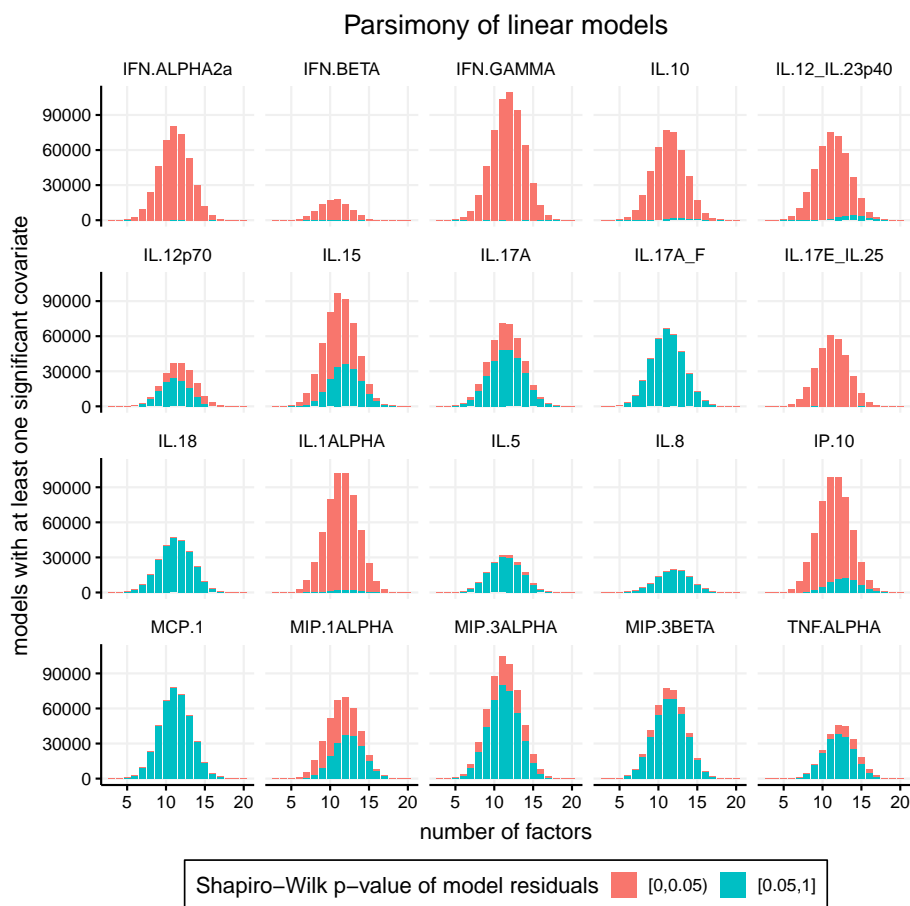 Parsimony of linear models
IFN.ALPHA2a IFN.BETA IFN.GAMMA IL.10 IL.12_IL.23p40
90000
60000
30000
0
IL.12p70 IL.15 IL.17A IL.17A_F IL.17E_IL.25
90000
60000
30000
0
IL.18 IL.1ALPHA IL.5 IL.8 IP.10
90000
60000
30000
0
MCP.1 MIP.1ALPHA MIP.3ALPHA MIP.3BETA TNF.ALPHA
90000
60000
30000
0
5 10 15 20 5 10 15 20 5 10 15 20 5 10 15 20 5 10 15 20
models with at least one significant covariate
number of factors
Shapiro−Wilk p−value of model residuals [0,0.05) [0.05,1]